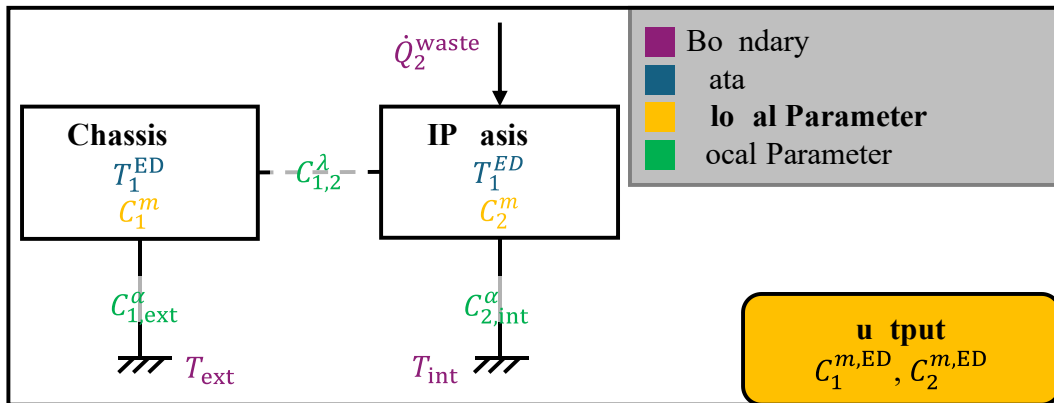 Q̇₂^waste
Bo ndary
ata
lo al Parameter
ocal Parameter
Chassis
T₁^ED
C₁^m
C₁,₂^λ
IP asis
T₁^ED
C₂^m
C₁,ext^α
C₂,int^α
T_ext
T_int
u tput
C₁^m,ED, C₂^m,ED